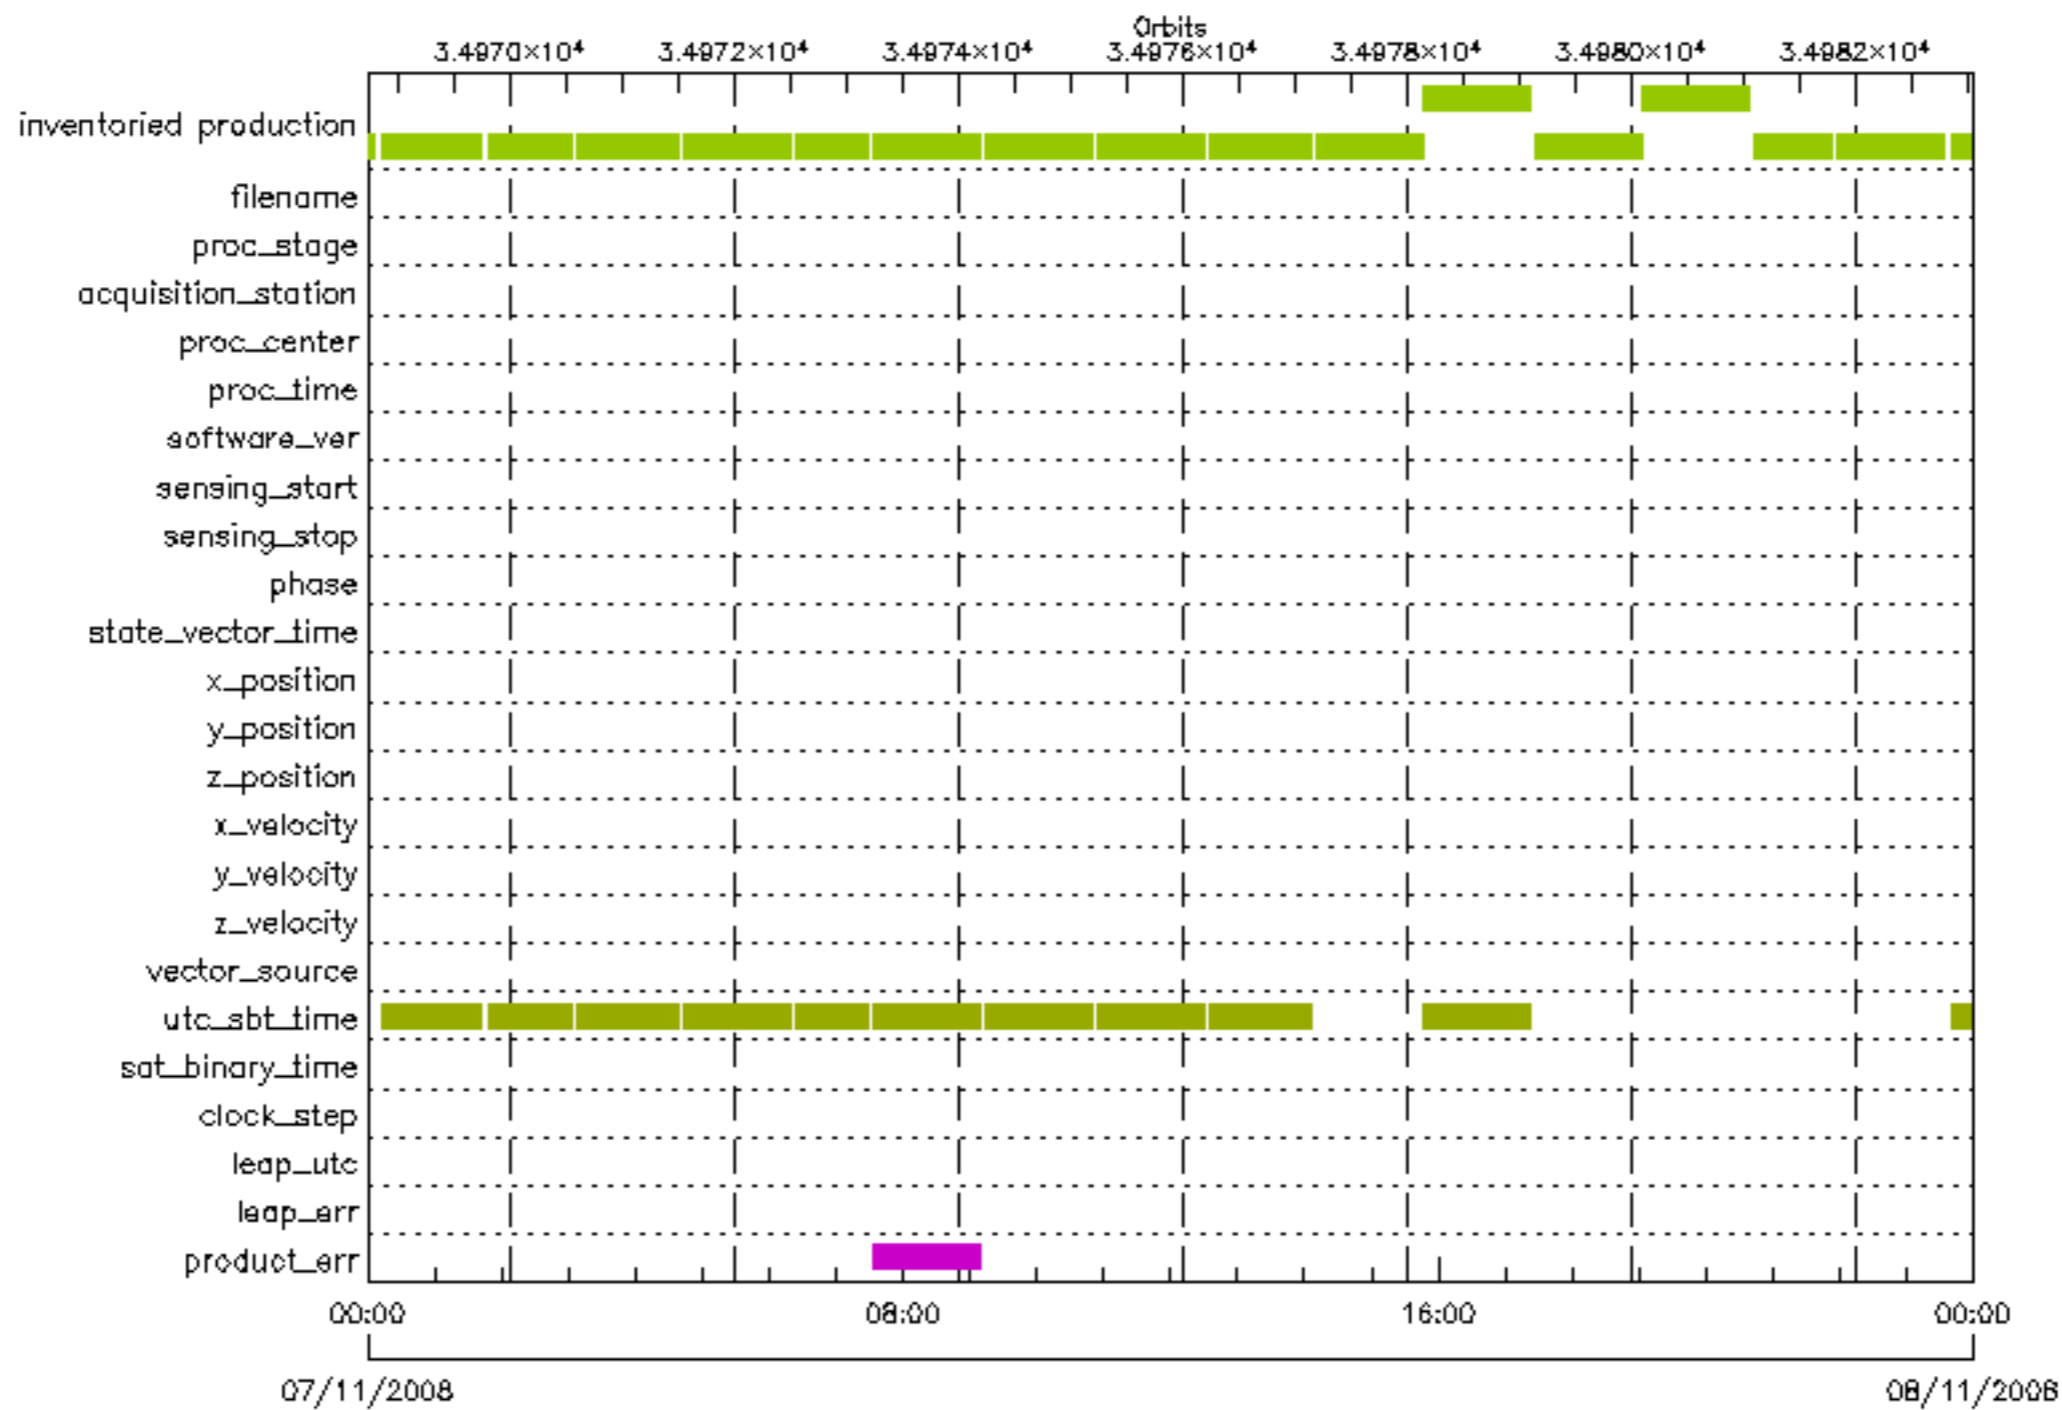 Orbits
3.4970×10⁴ 3.4972×10⁴ 3.4974×10⁴ 3.4976×10⁴ 3.4978×10⁴ 3.4980×10⁴ 3.4982×10⁴
inventoried production
filename
proc_stage
acquisition_station
proc_center
proc_time
software_ver
sensing_start
sensing_stop
phase
state_vector_time
x_position
y_position
z_position
x_velocity
y_velocity
z_velocity
vector_source
utc_sbt_time
sat_binary_time
clock_step
leap_utc
leap_err
product_err
00:00 08:00 16:00 00:00
07/11/2008 08/11/2008